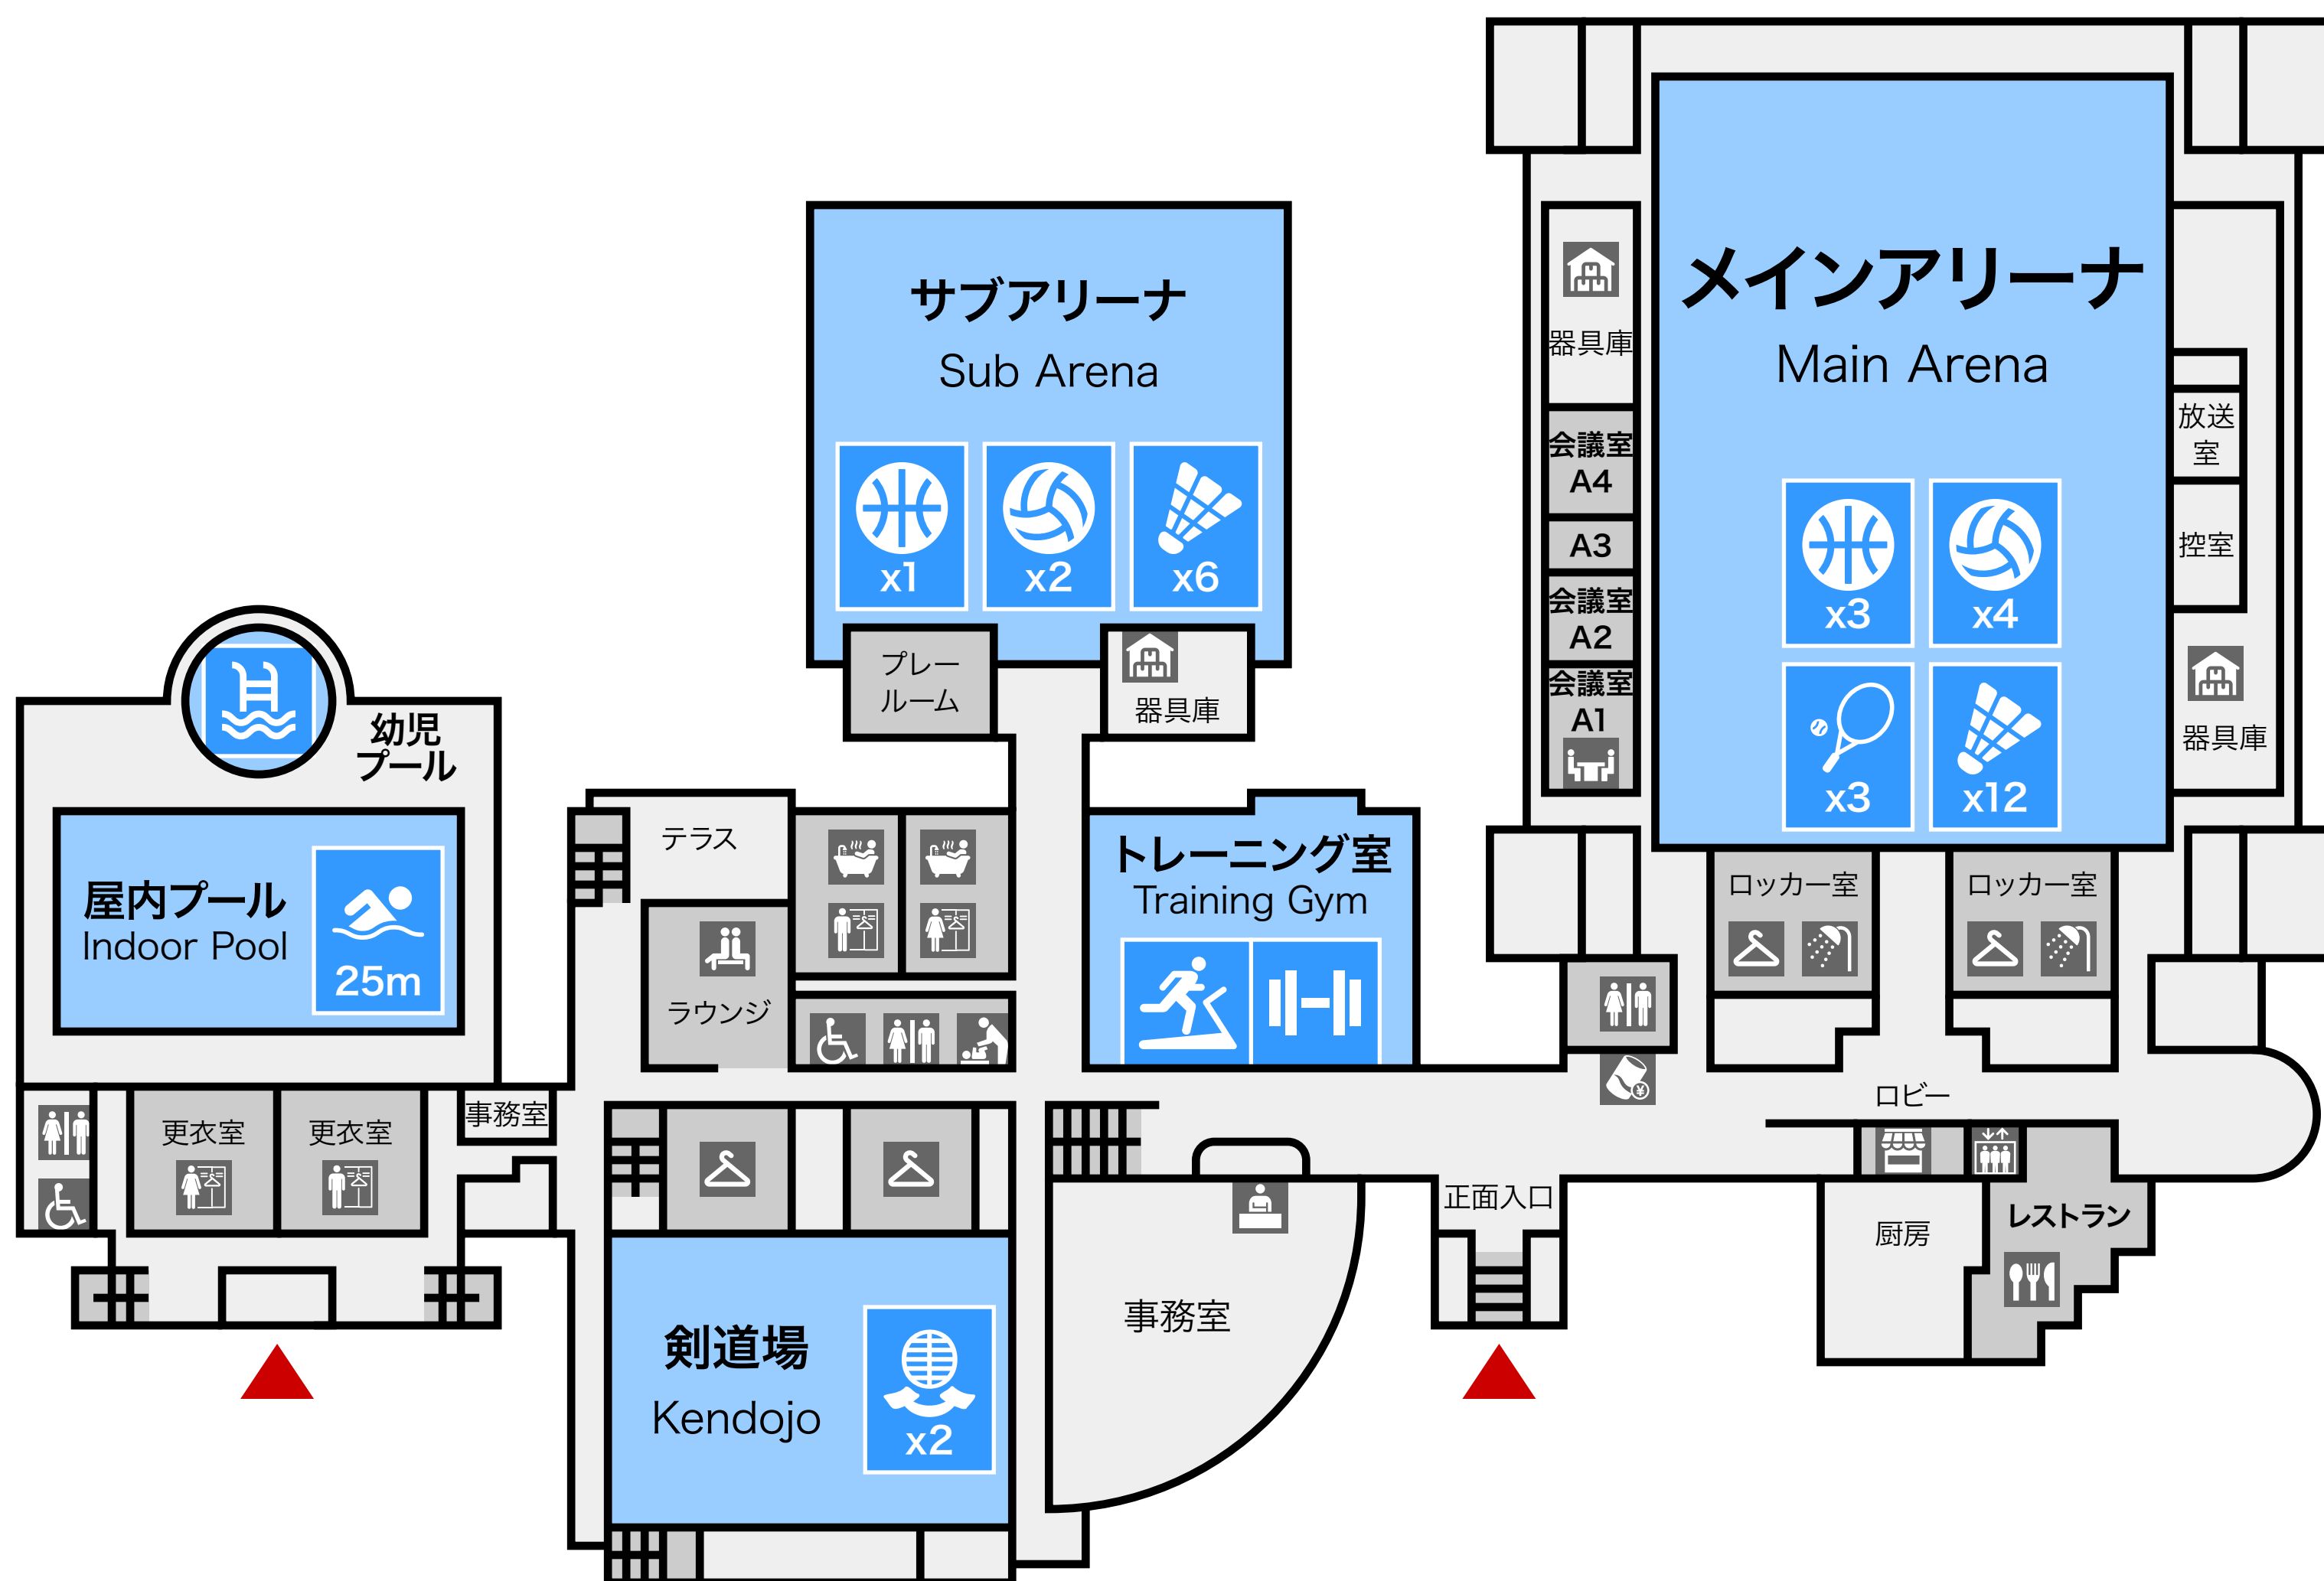 メインアリーナ
Main Arena
x3
x4
x3
x12
器具庫
会議室
A4
A3
会議室
A2
会議室
A1
放送
室
控室
器具庫
ロッカー室
ロッカー室
サブアリーナ
Sub Arena
x1
x2
x6
プレー
ルーム
器具庫
幼児
プール
屋内プール
Indoor Pool
25m
テラス
ラウンジ
トレーニング室
Training Gym
更衣室
更衣室
事務室
ロビー
¥
正面入口
厨房
レストラン
事務室
剣道場
Kendojo
x2